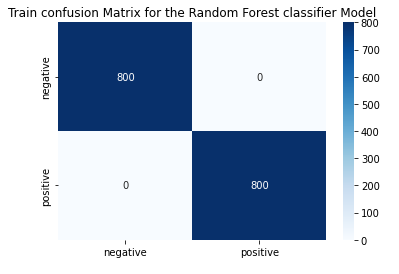 Train confusion Matrix for the Random Forest classifier Model
negative
800
0
positive
0
800
negative
positive
800
700
600
500
400
300
200
100
0